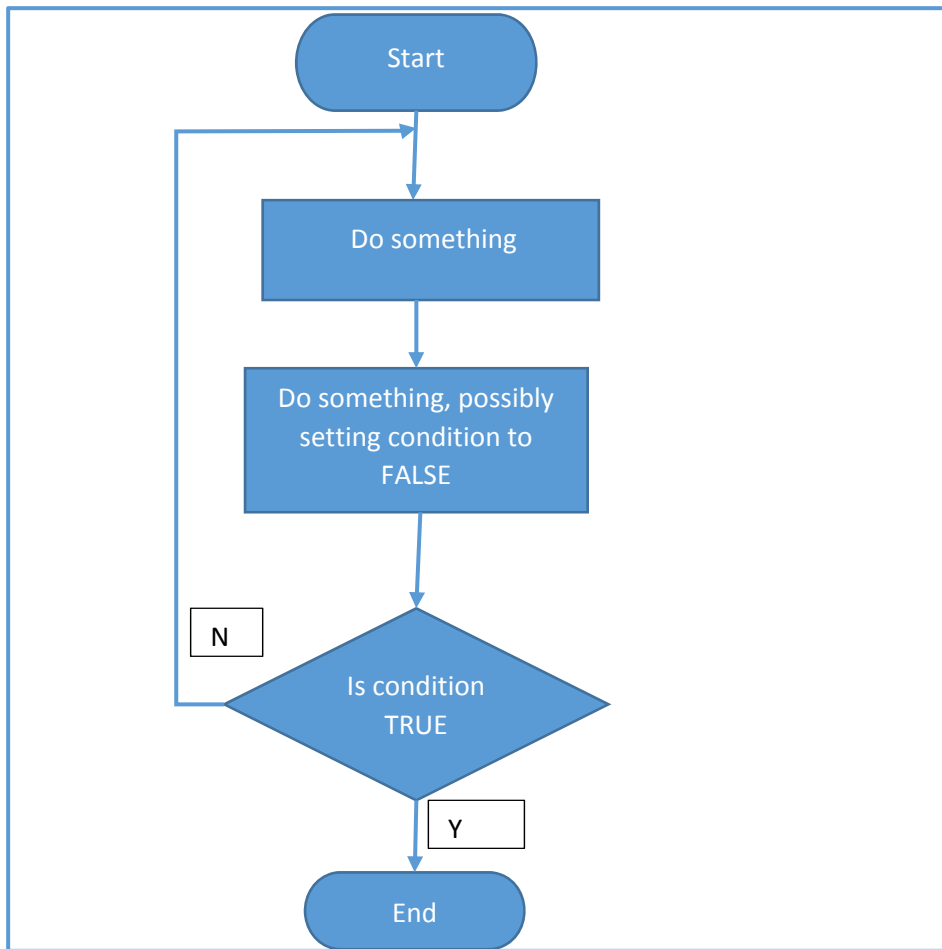 Start
Do something
Do something, possibly
setting condition to
FALSE
N
Is condition
TRUE
Y
End